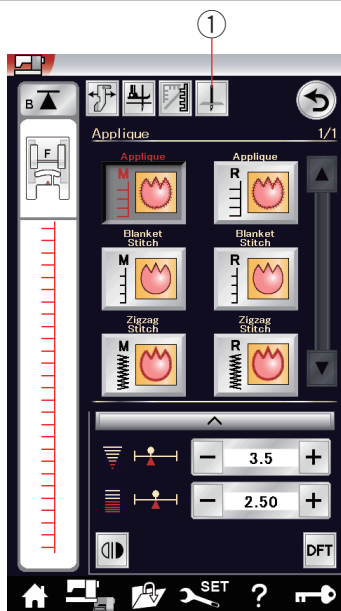 1
B
Applique 1/1
F
Applique Applique
M R
Blanket Stitch Blanket Stitch
M R
Zigzag Stitch Zigzag Stitch
M R
− 3.5 +
− 2.50 +
DFT
SET ?